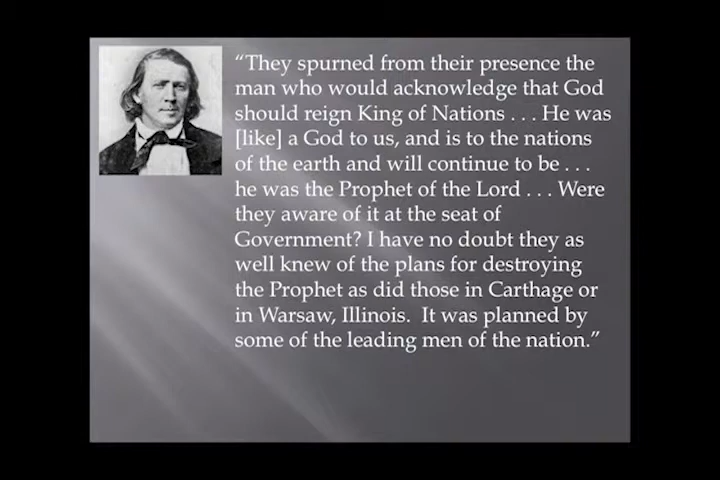 “They spurned from their presence the
man who would acknowledge that God
should reign King of Nations . . . He was
[like] a God to us, and is to the nations
of the earth and will continue to be . . .
he was the Prophet of the Lord . . . Were
they aware of it at the seat of
Government? I have no doubt they as
well knew of the plans for destroying
the Prophet as did those in Carthage or
in Warsaw, Illinois.  It was planned by
some of the leading men of the nation.”